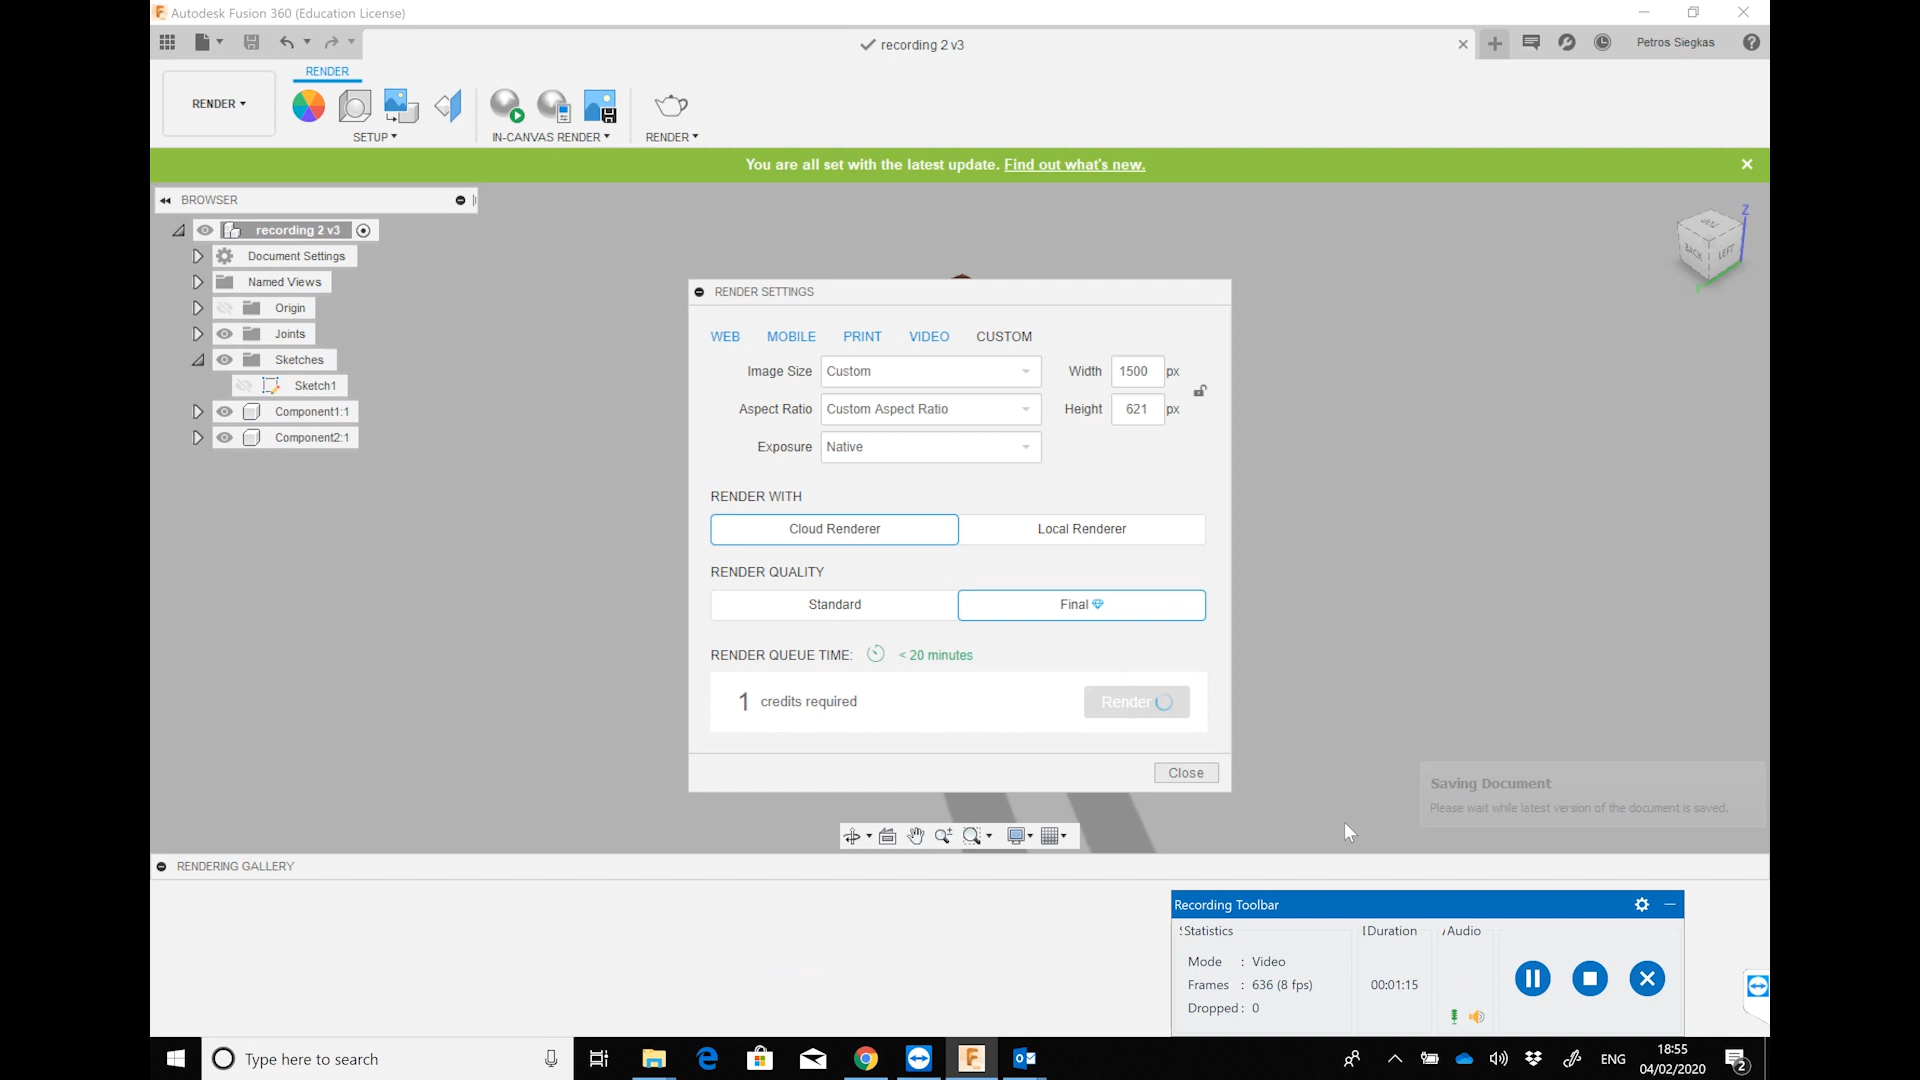 Autodesk Fusion 360 (Education License)
recording 2 v3
Petros Siegkas
RENDER
RENDER
SETUP
IN-CANVAS RENDER
RENDER
You are all set with the latest update. Find out what's new.
BROWSER
recording 2 v3
Document Settings
Named Views
Origin
Joints
Sketches
Sketch1
Component1:1
Component2:1
Z
BACK
LEFT
RENDER SETTINGS
WEB MOBILE PRINT VIDEO CUSTOM
Image Size Custom Width 1500 px
Aspect Ratio Custom Aspect Ratio Height 621 px
Exposure Native
RENDER WITH
Cloud Renderer Local Renderer
RENDER QUALITY
Standard Final
RENDER QUEUE TIME: < 20 minutes
1 credits required Render
Close
Saving Document
Please wait while latest version of the document is saved.
RENDERING GALLERY
Recording Toolbar
Statistics Duration Audio
Mode : Video
Frames : 636 (8 fps) 00:01:15
Dropped : 0
Type here to search
ENG
18:55
04/02/2020
2